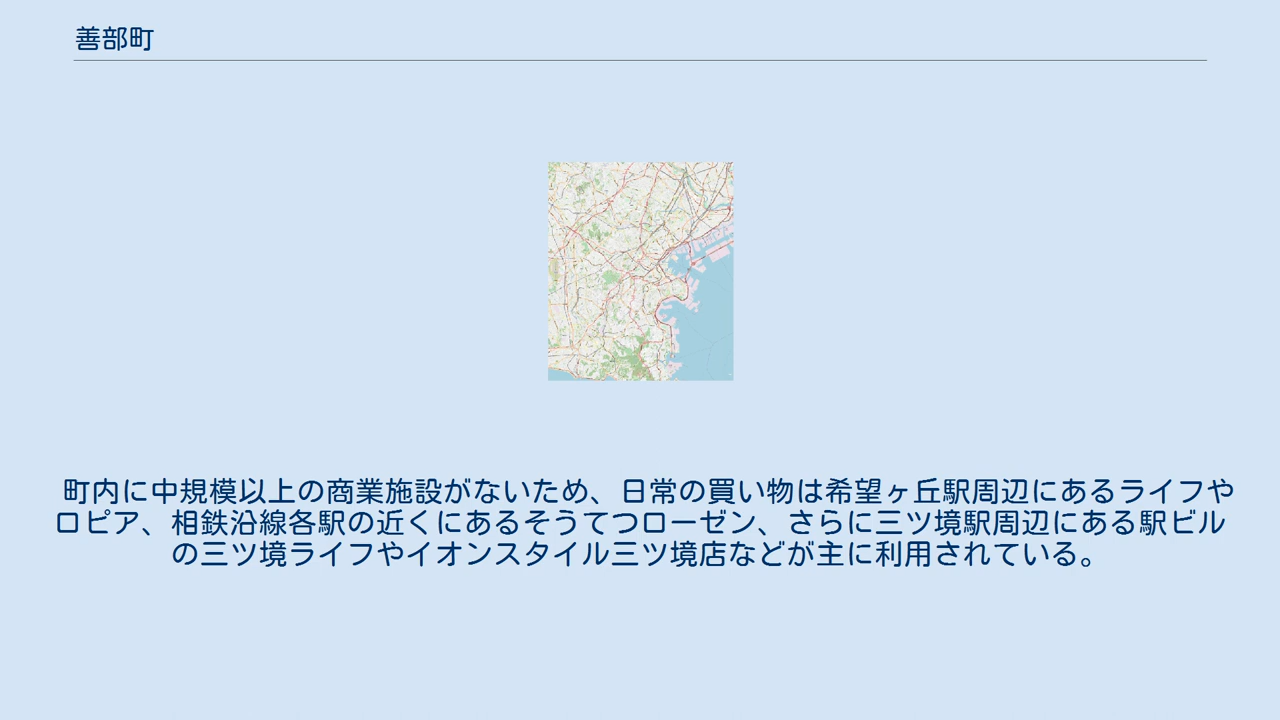 善部町
町内に中規模以上の商業施設がないため、日常の買い物は希望ヶ丘駅周辺にあるライフや
ロピア、相鉄沿線各駅の近くにあるそうてつローゼン、さらに三ツ境駅周辺にある駅ビル
の三ツ境ライフやイオンスタイル三ツ境店などが主に利用されている。